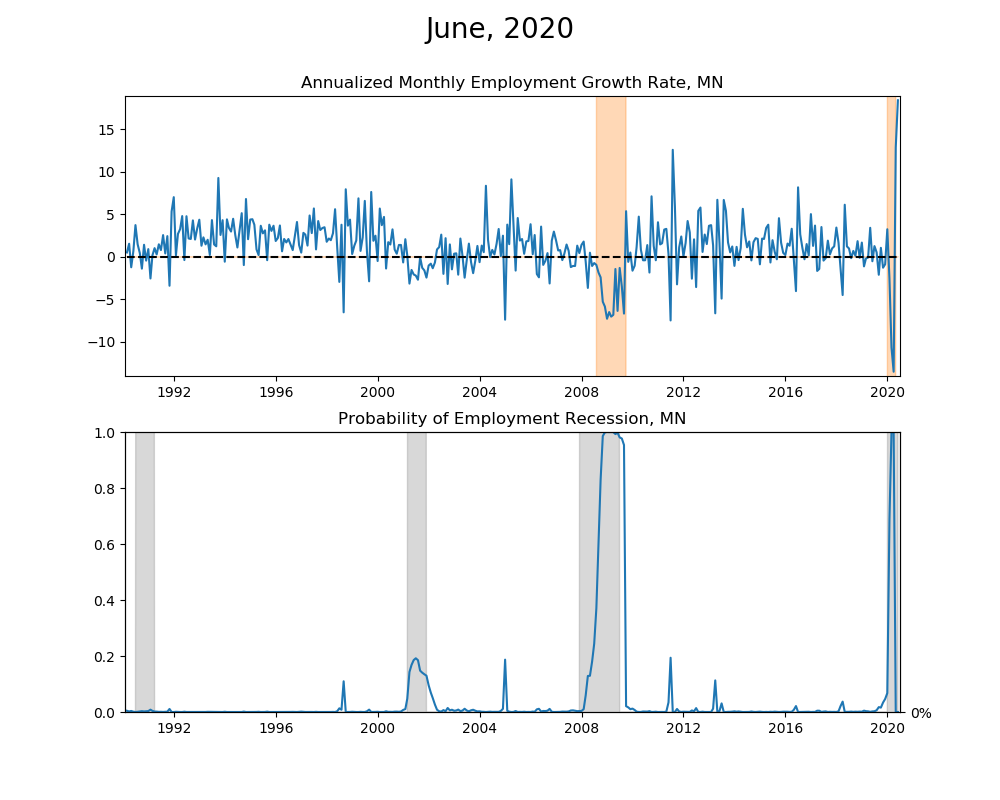 June, 2020
Annualized Monthly Employment Growth Rate, MN
15
10
5
0
−5
−10
1992 1996 2000 2004 2008 2012 2016 2020
Probability of Employment Recession, MN
1.0
0.8
0.6
0.4
0.2
0.0
0%
1992 1996 2000 2004 2008 2012 2016 2020